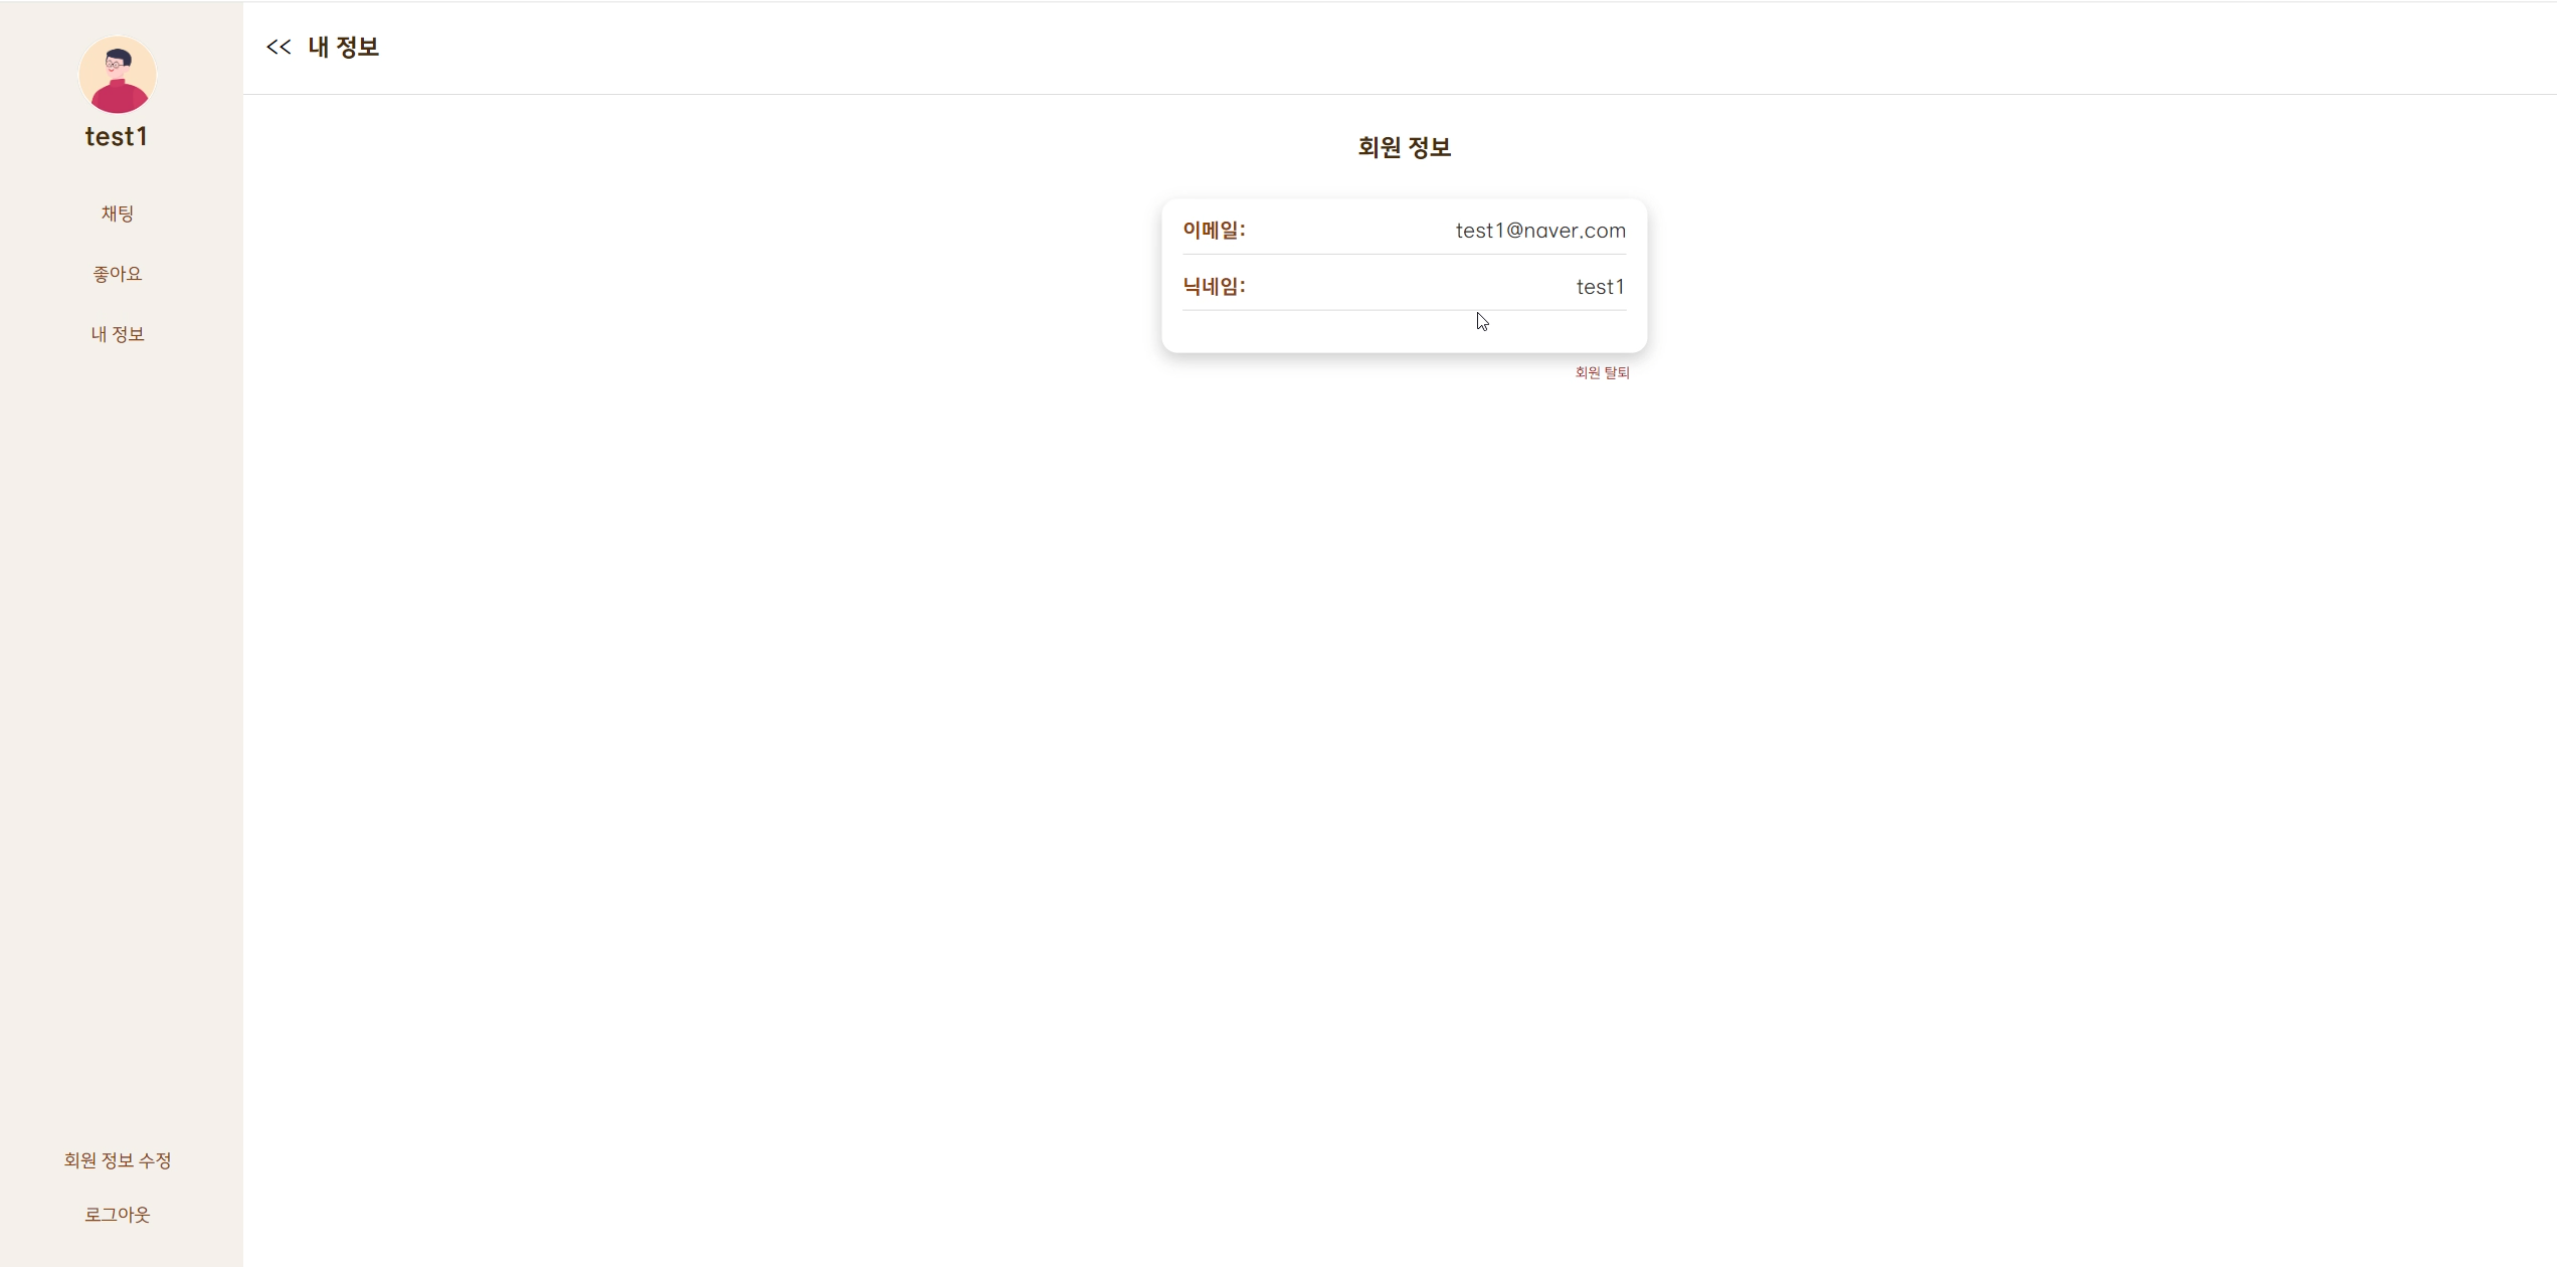 test1
채팅
좋아요
내 정보
회원 정보 수정
로그아웃
<< 내 정보
회원 정보
이메일: test1@naver.com
닉네임: test1
회원 탈퇴